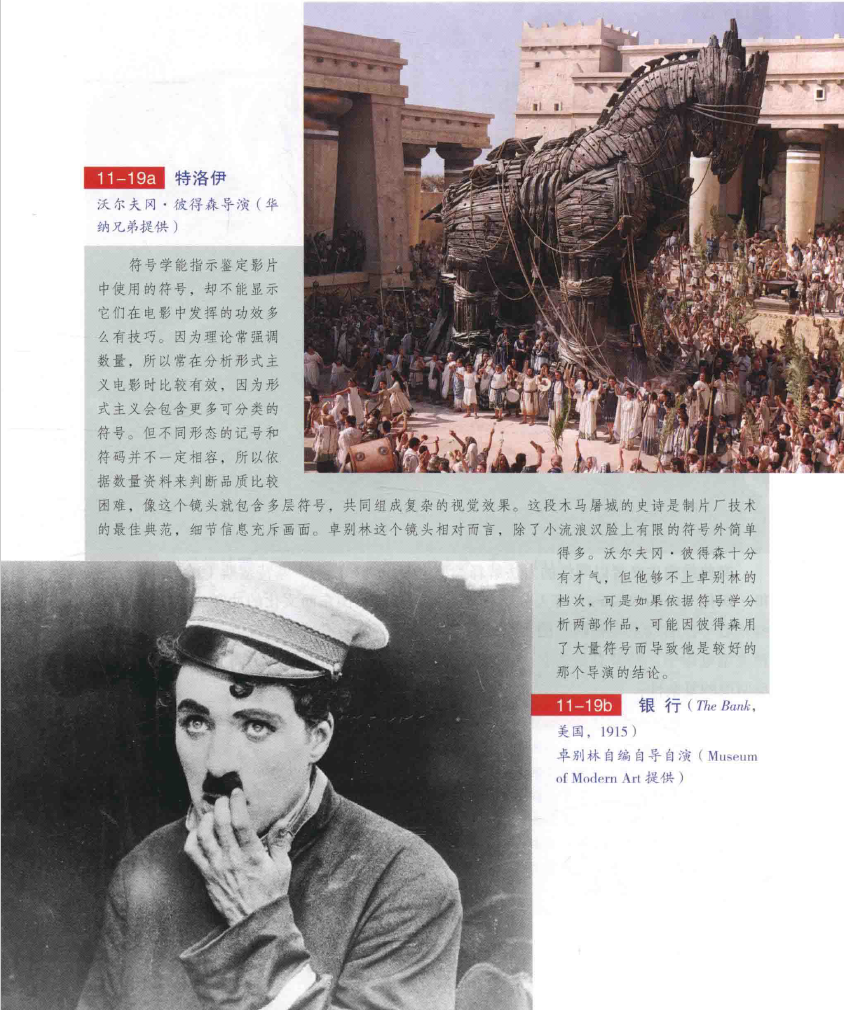 11-19a 特洛伊
沃尔夫冈·彼得森导演（华
纳兄弟提供）
符号学能指示鉴定影片
中使用的符号，却不能显示
它们在电影中发挥的功效多
么有技巧。因为理论常强调
数量，所以常在分析形式主
义电影时比较有效，因为形
式主义会包含更多可分类的
符号。但不同形态的记号和
符码并不一定相容，所以依
据数量资料来判断品质比较
困难，像这个镜头就包含多层符号，共同组成复杂的视觉效果。这段木马屠城的史诗是制片厂技术
的最佳典范，细节信息充斥画面。卓别林这个镜头相对而言，除了小流浪汉脸上有限的符号外简单
得多。沃尔夫冈·彼得森十分
有才气，但他够不上卓别林的
档次，可是如果依据符号学分
析两部作品，可能因彼得森用
了大量符号而导致他是较好的
那个导演的结论。
11-19b 银行（The Bank，
美国，1915）
卓别林自编自导自演（Museum
of Modern Art 提供）